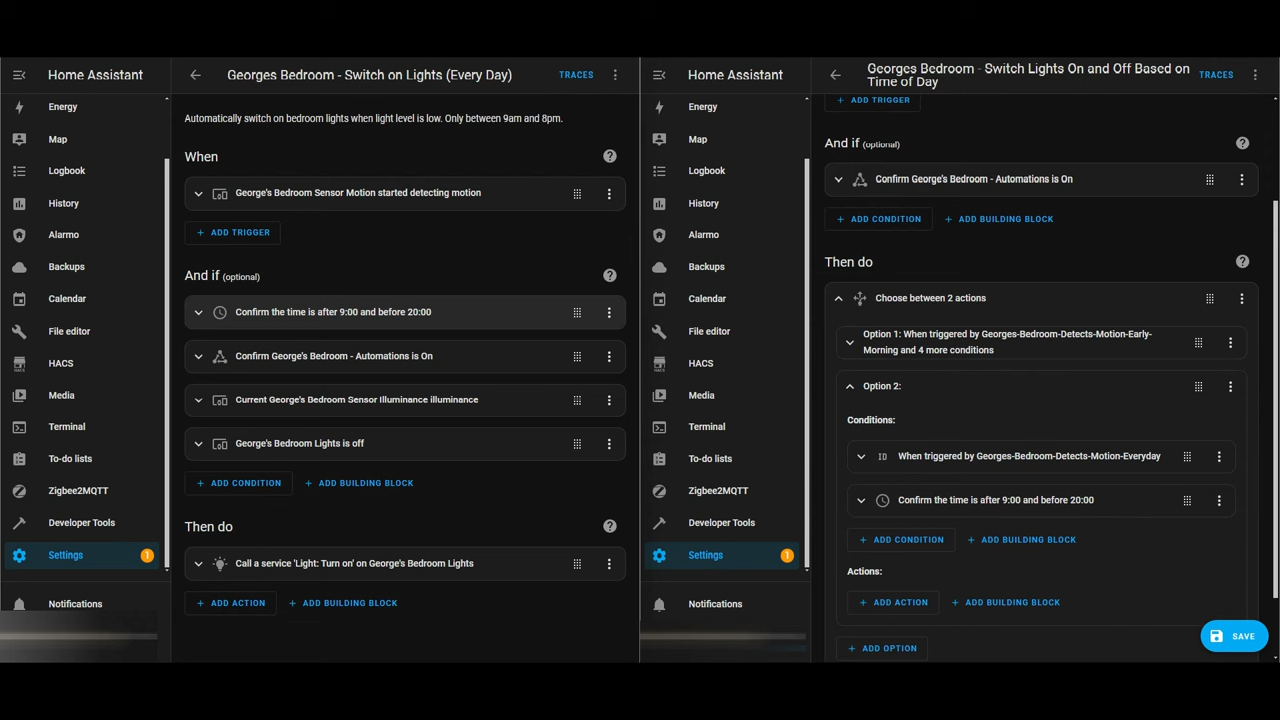 Home Assistant
Energy
Map
Logbook
History
Alarmo
Backups
Calendar
File editor
HACS
HACS
Media
Terminal
To-do lists
Zigbee2MQTT
Developer Tools
Settings
1
Notifications
Georges Bedroom - Switch on Lights (Every Day)
TRACES
Automatically switch on bedroom lights when light level is low. Only between 9am and 8pm.
When
George's Bedroom Sensor Motion started detecting motion
+ ADD TRIGGER
And if (optional)
Confirm the time is after 9:00 and before 20:00
Confirm George's Bedroom - Automations is On
Current George's Bedroom Sensor Illuminance illuminance
George's Bedroom Lights is off
+ ADD CONDITION + ADD BUILDING BLOCK
Then do
Call a service 'Light: Turn on' on George's Bedroom Lights
+ ADD ACTION + ADD BUILDING BLOCK
Home Assistant
Energy
Map
Logbook
History
Alarmo
Backups
Calendar
File editor
HACS
HACS
Media
Terminal
To-do lists
Zigbee2MQTT
Developer Tools
Settings
1
Notifications
Georges Bedroom - Switch Lights On and Off Based on
Time of Day
TRACES
+ ADD TRIGGER
And if (optional)
Confirm George's Bedroom - Automations is On
+ ADD CONDITION + ADD BUILDING BLOCK
Then do
Choose between 2 actions
Option 1: When triggered by Georges-Bedroom-Detects-Motion-Early-
Morning and 4 more conditions
Option 2:
Conditions:
ID When triggered by Georges-Bedroom-Detects-Motion-Everyday
Confirm the time is after 9:00 and before 20:00
+ ADD CONDITION + ADD BUILDING BLOCK
Actions:
+ ADD ACTION + ADD BUILDING BLOCK
+ ADD OPTION
SAVE